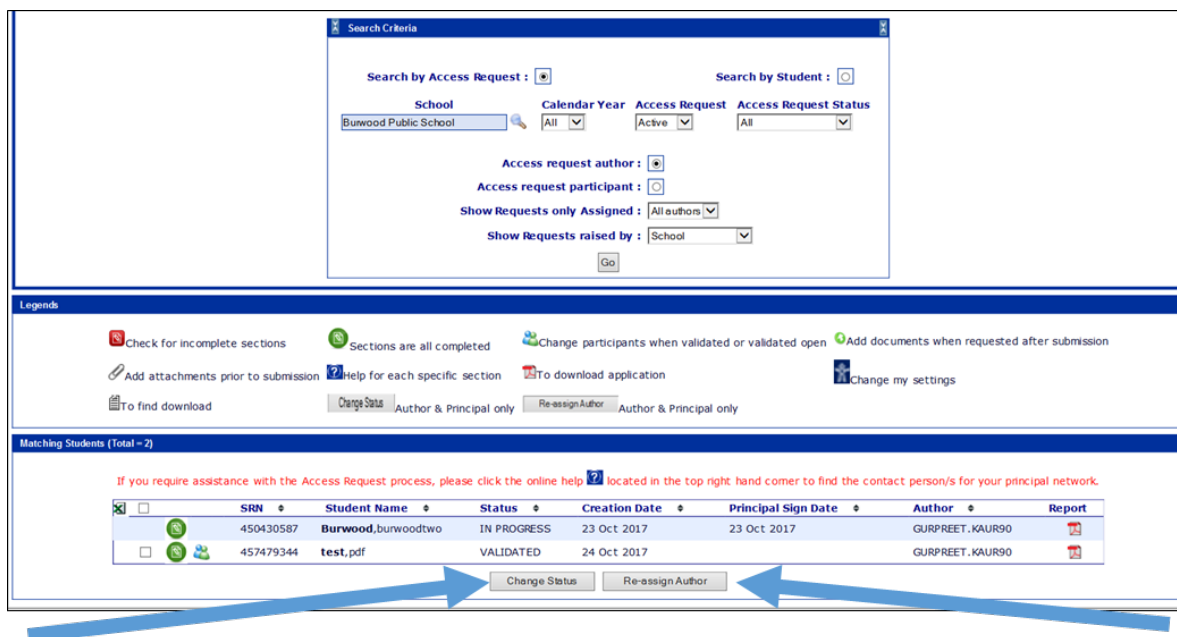 Search Criteria
Search by Access Request : Search by Student :
School Calendar Year Access Request Access Request Status
Burwood Public School All Active All
Access request author :
Access request participant :
Show Requests only Assigned : All authors
Show Requests raised by : School
Go
Legends
Check for incomplete sections Sections are all completed Change participants when validated or validated open Add documents when requested after submission
Add attachments prior to submission Help for each specific section To download application Change my settings
To find download Change Status Author & Principal only Re-assign Author Author & Principal only
Matching Students (Total = 2)
If you require assistance with the Access Request process, please click the online help ? located in the top right hand corner to find the contact person/s for your principal network.
SRN Student Name Status Creation Date Principal Sign Date Author Report
450430587 Burwood,burwoodtwo IN PROGRESS 23 Oct 2017 23 Oct 2017 GURPREET.KAUR90
457479344 test,pdf VALIDATED 24 Oct 2017 GURPREET.KAUR90
Change Status Re-assign Author